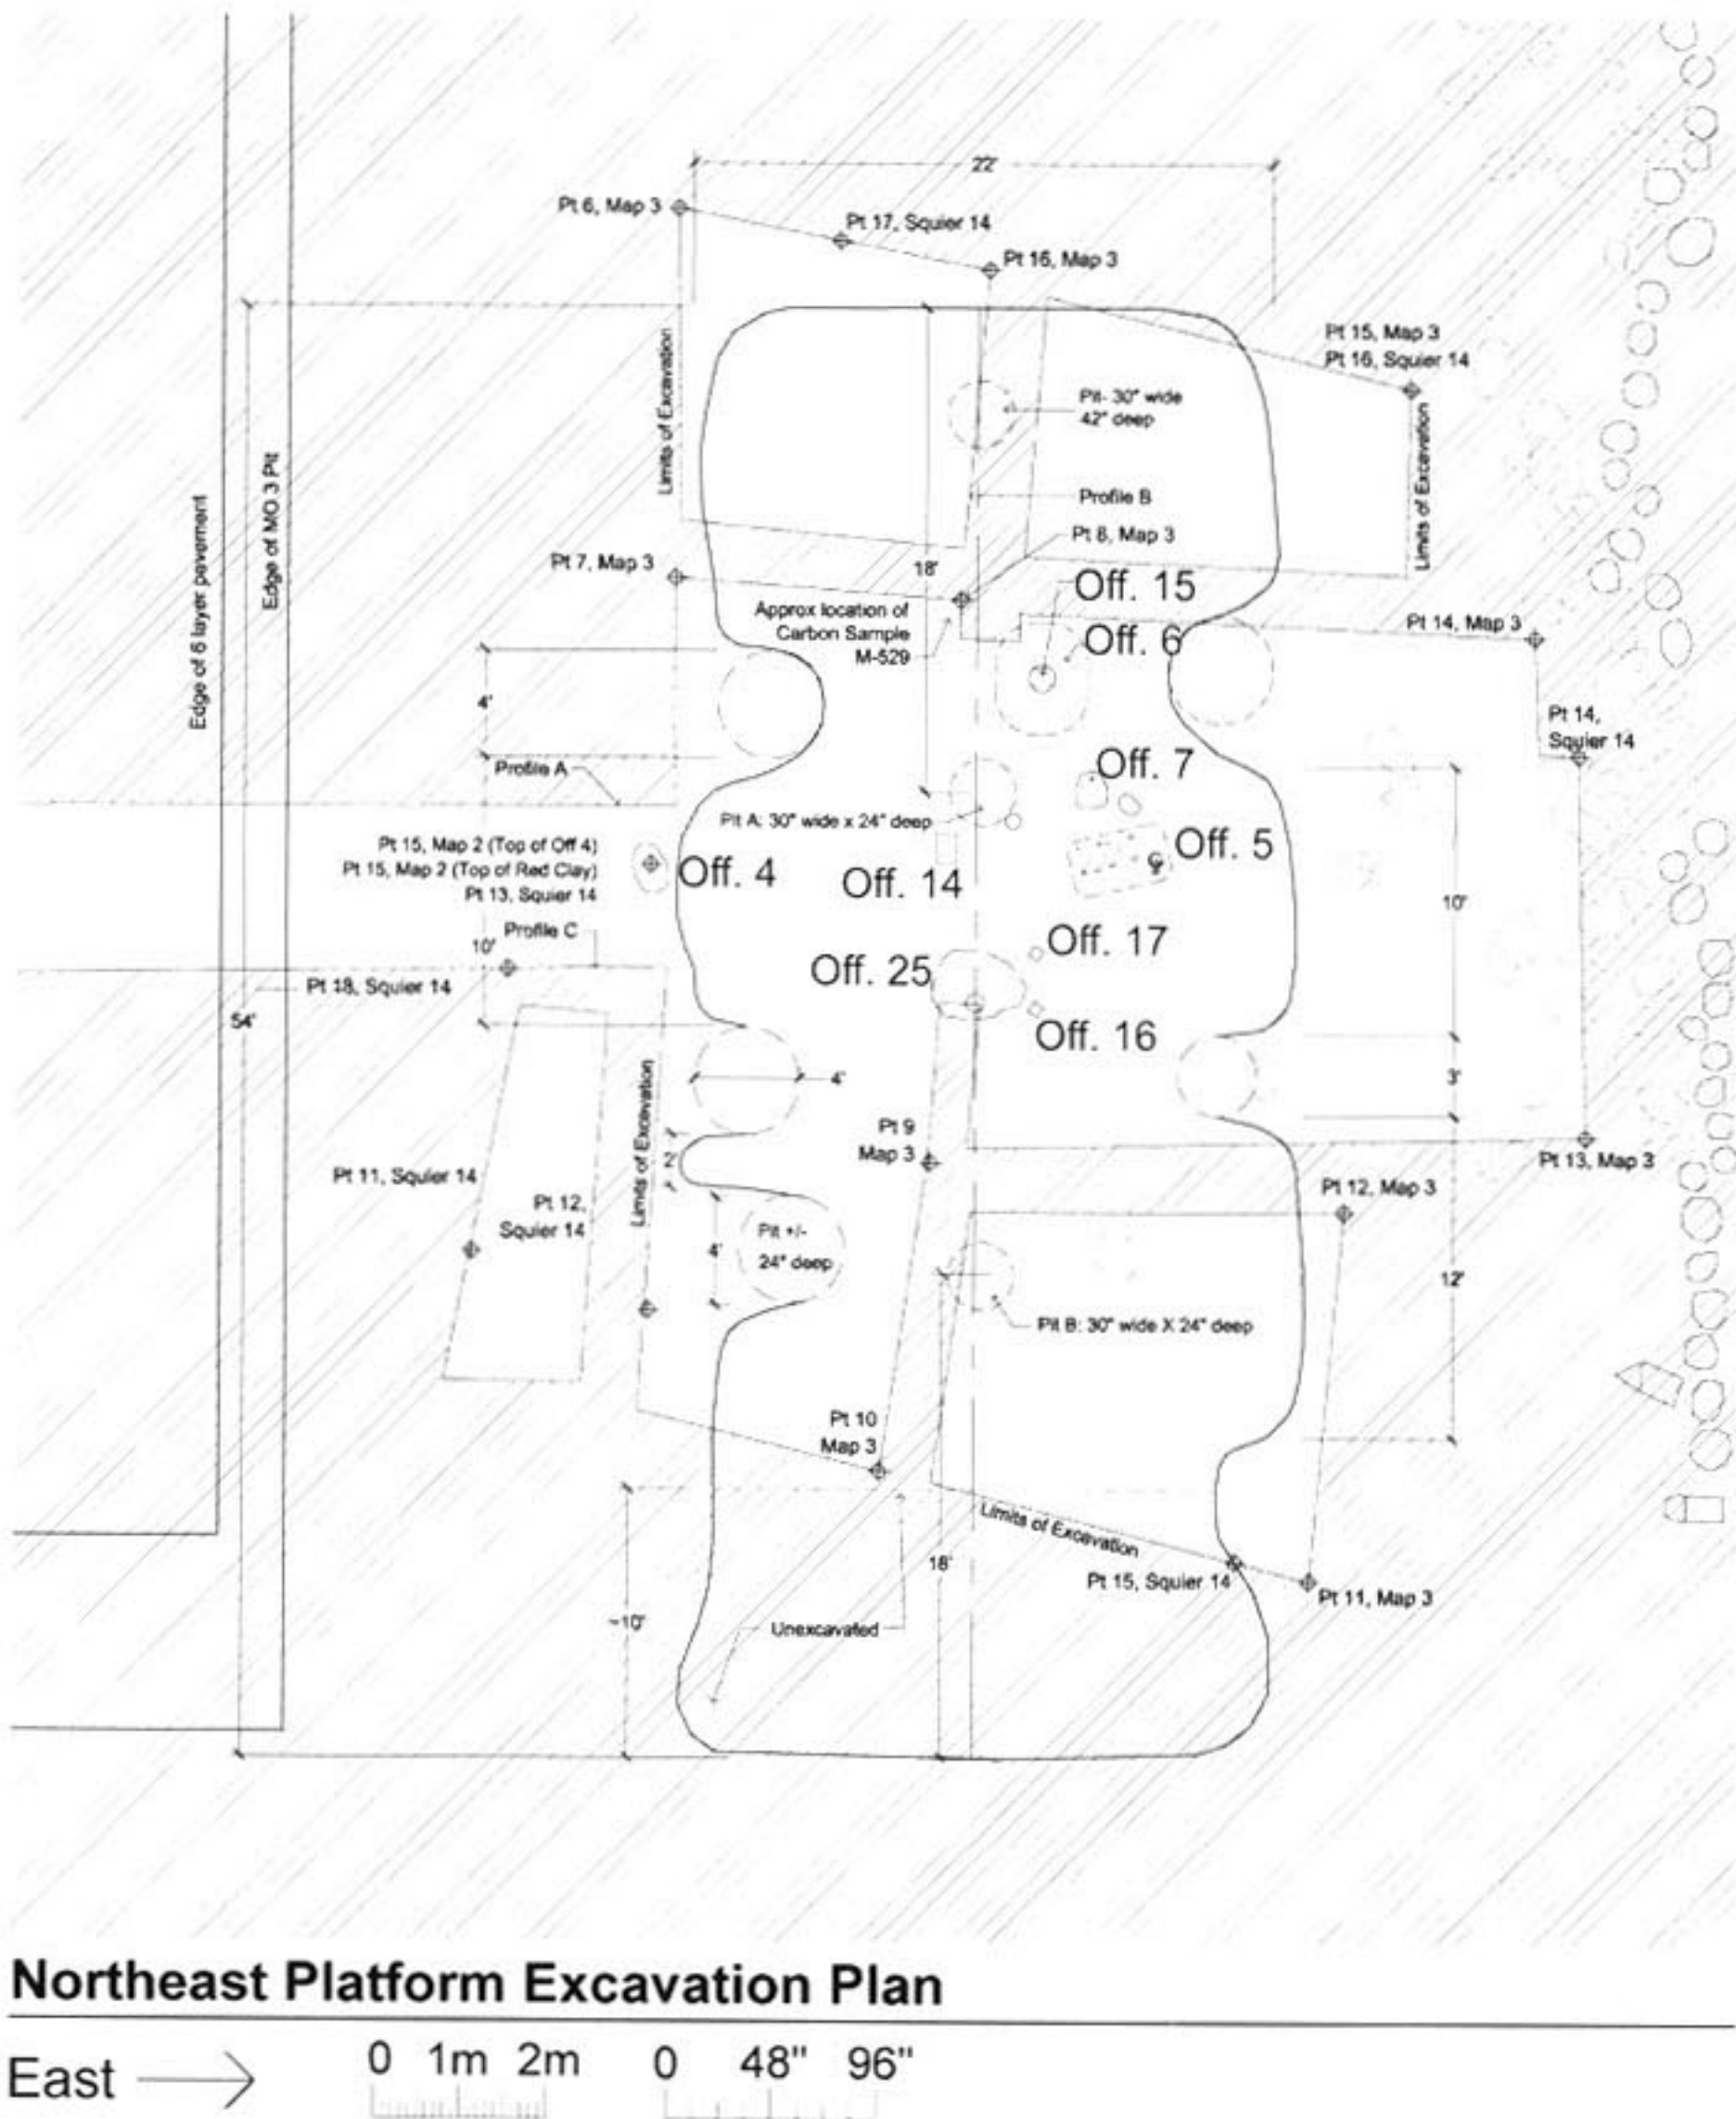 22'
Pt 6, Map 3
Pt 17, Squier 14
Pt 16, Map 3
Pt 15, Map 3
Pt 16, Squier 14
Limits of Excavation
Pit- 30" wide
42" deep
Limits of Excavation
Edge of MO 3 Pit
Edge of 6 layer pavement
Profile B
Pt 8, Map 3
Pt 7, Map 3
18'
Off. 15
Approx location of
Carbon Sample
M-529
Off. 6
Pt 14, Map 3
4'
Pt 14,
Squier 14
Profile A
Off. 7
Pit A: 30" wide x 24" deep
Pt 15, Map 2 (Top of Off 4)
Pt 15, Map 2 (Top of Red Clay)
Pt 13, Squier 14
Off. 4
Off. 14
Off. 5
10'
Profile C
10'
Off. 17
Off. 25
Pt 18, Squier 14
54'
Off. 16
4'
3'
Limits of Excavation
Pt 9
Map 3
2'
Pt 13, Map 3
Pt 11, Squier 14
Pt 12,
Squier 14
Pt 12, Map 3
Pit +/-
24" deep
4'
12'
Pit B: 30" wide X 24" deep
Pt 10
Map 3
Limits of Excavation
18'
Pt 15, Squier 14
Pt 11, Map 3
~10'
Unexcavated
Northeast Platform Excavation Plan
East
0 1m 2m
0 48" 96"